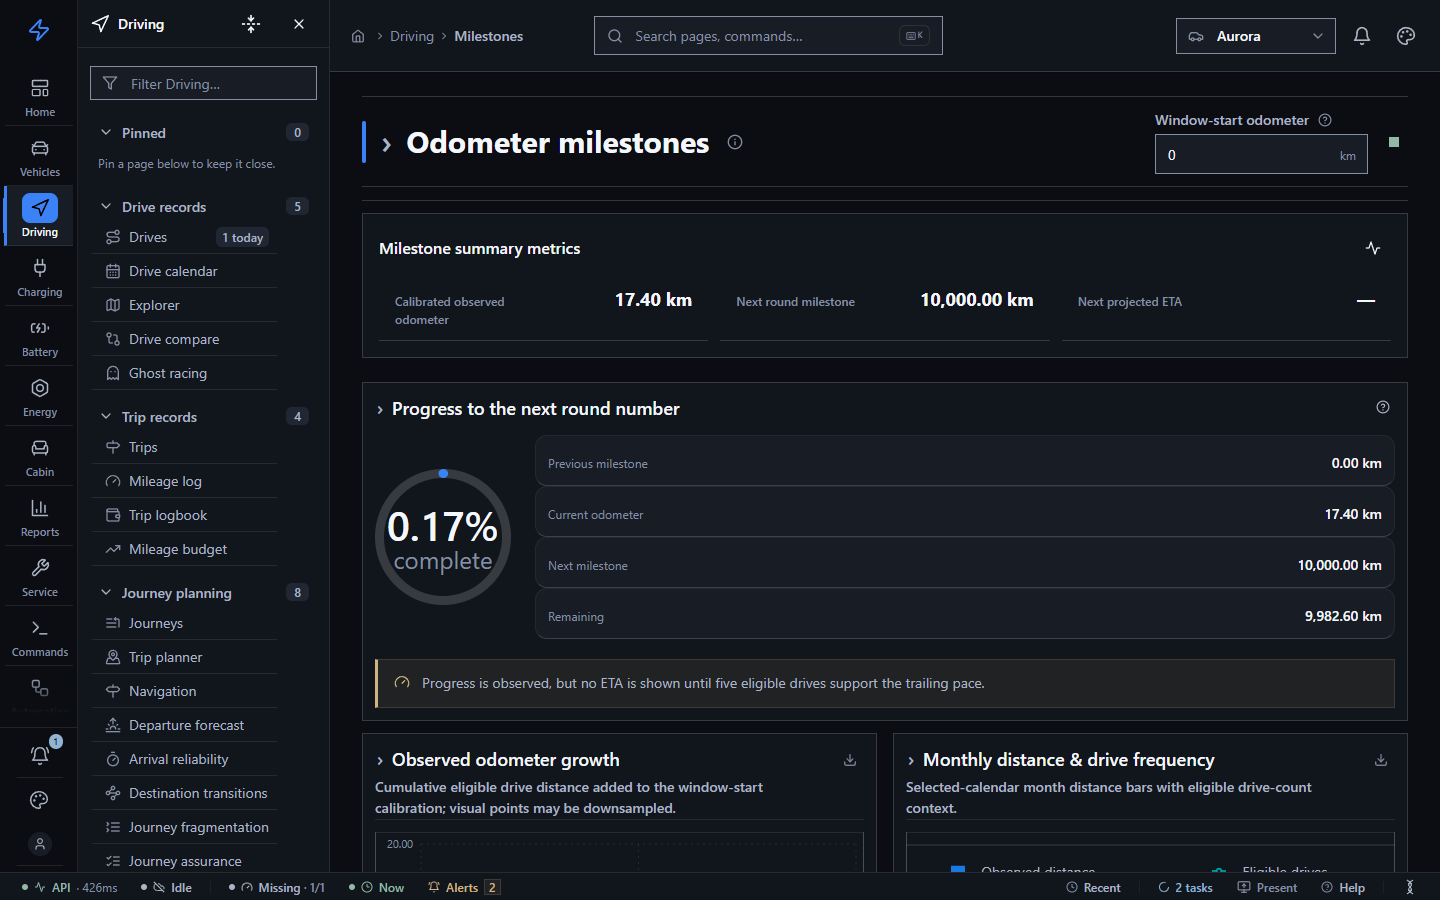 Home
Vehicles
Driving
Charging
Battery
Energy
Cabin
Reports
Service
Commands
1
Driving
Filter Driving...
Pinned 0
Pin a page below to keep it close.
Drive records 5
Drives 1 today
Drive calendar
Explorer
Drive compare
Ghost racing
Trip records 4
Trips
Mileage log
Trip logbook
Mileage budget
Journey planning 8
Journeys
Trip planner
Navigation
Departure forecast
Arrival reliability
Destination transitions
Journey fragmentation
Journey assurance
Driving > Milestones
Search pages, commands... K
Aurora
Odometer milestones
Window-start odometer
0 km
Milestone summary metrics
Calibrated observed odometer 17.40 km
Next round milestone 10,000.00 km
Next projected ETA —
Progress to the next round number
0.17%
complete
Previous milestone 0.00 km
Current odometer 17.40 km
Next milestone 10,000.00 km
Remaining 9,982.60 km
Progress is observed, but no ETA is shown until five eligible drives support the trailing pace.
Observed odometer growth
Cumulative eligible drive distance added to the window-start
calibration; visual points may be downsampled.
20.00
Monthly distance & drive frequency
Selected-calendar month distance bars with eligible drive-count
context.
Observed distance
Eligible drives
API · 426ms
Idle
Missing · 1/1
Now
Alerts 2
Recent
2 tasks
Present
Help